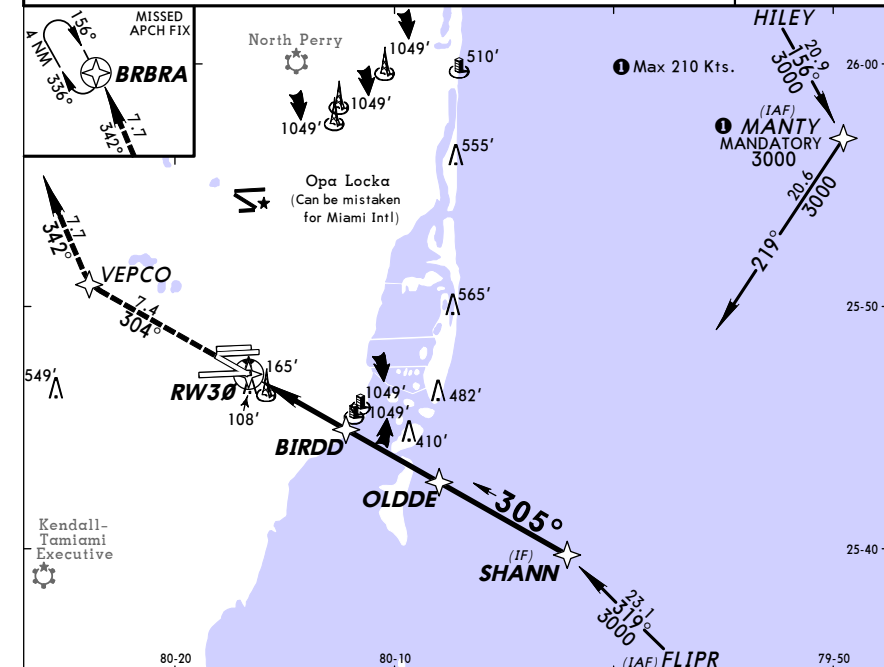 MISSED
APCH FIX
156°
4 NM
336°
BRBRA
7.7
342°
North Perry
1049'
1049'
1049'
510'
555'
❶ Max 210 Kts.
HILEY
20.9
156°
3000
26-00
(IAF)
❶ MANTY
MANDATORY
3000
20.6
3000
219°
Opa Locka
(Can be mistaken
for Miami Intl)
7.7
342°
VEPCO
7.4
304°
565'
25-50
549'
RW30
165'
108'
1049'
1049'
482'
410'
BIRDD
OLDDE
305°
(IF)
SHANN
25-40
Kendall-
Tamiami
Executive
23.1
319°
3000
(IAF) FLIPR
80-20
80-10
79-50